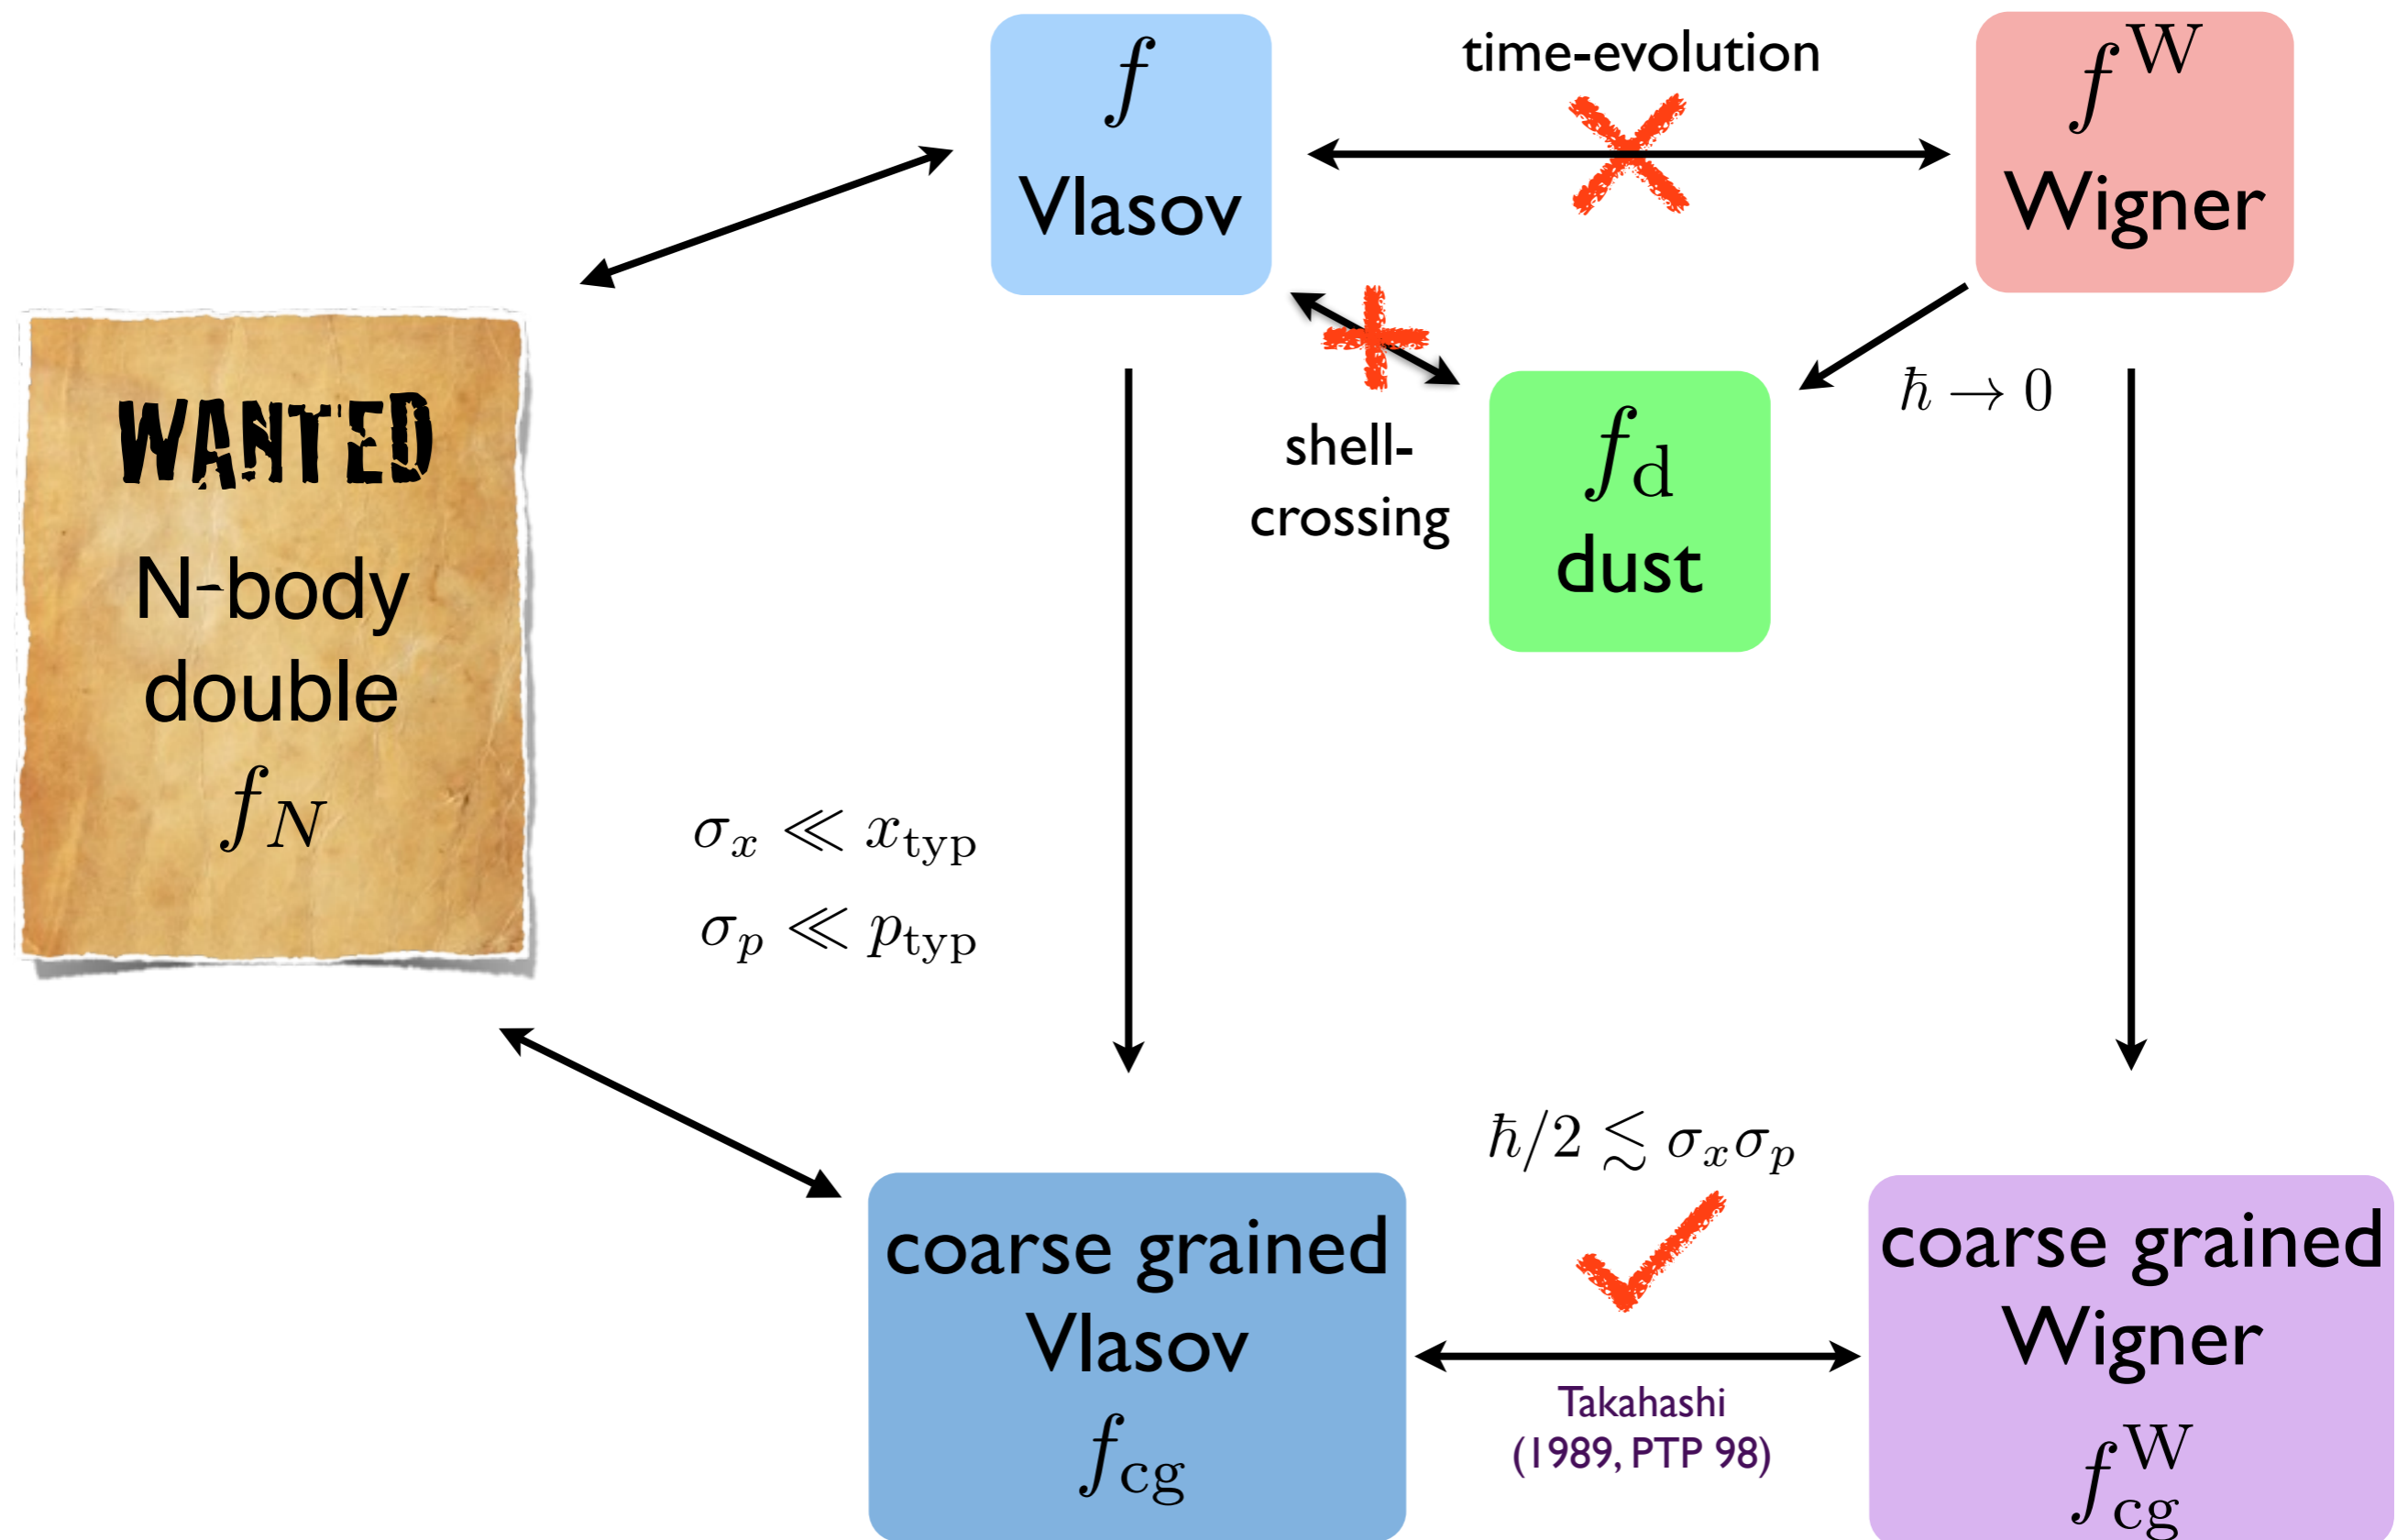 f
Vlasov
time-evolution
f^W
Wigner
WANTED
N-body
double
f_N
shell-
crossing
f_d
dust
ħ → 0
σ_x ≪ x_typ
σ_p ≪ p_typ
ħ/2 ≲ σ_x σ_p
coarse grained
Vlasov
f_cg
Takahashi
(1989, PTP 98)
coarse grained
Wigner
f^W_cg